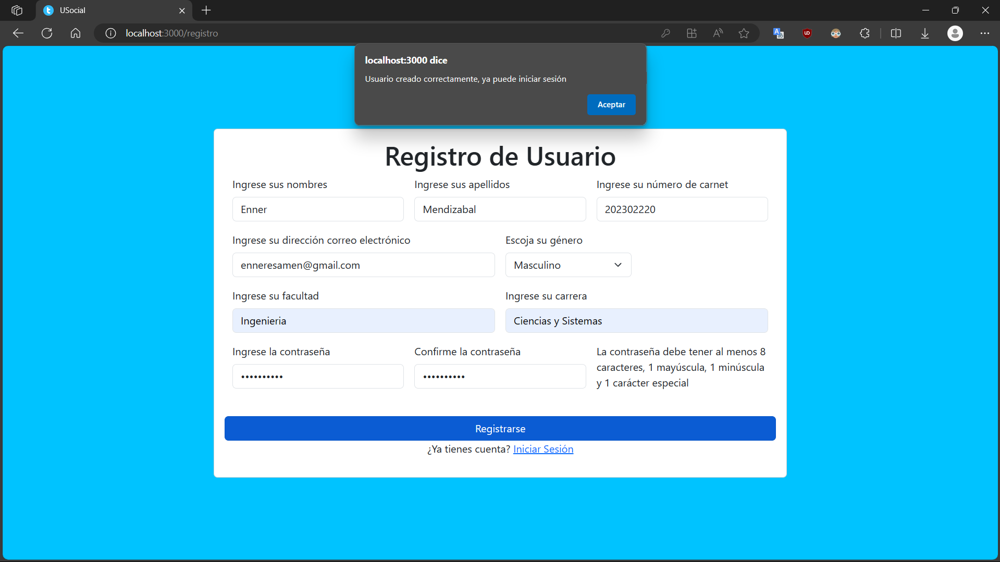 USocial
localhost:3000/registro
localhost:3000 dice
Usuario creado correctamente, ya puede iniciar sesión
Aceptar
Registro de Usuario
Ingrese sus nombres
Ingrese sus apellidos
Ingrese su número de carnet
Enner
Mendizabal
202302220
Ingrese su dirección correo electrónico
Escoja su género
enneresamen@gmail.com
Masculino
Ingrese su facultad
Ingrese su carrera
Ingenieria
Ciencias y Sistemas
Ingrese la contraseña
Confirme la contraseña
La contraseña debe tener al menos 8
caracteres, 1 mayúscula, 1 minúscula
y 1 carácter especial
••••••••••
••••••••••
Registrarse
¿Ya tienes cuenta? Iniciar Sesión